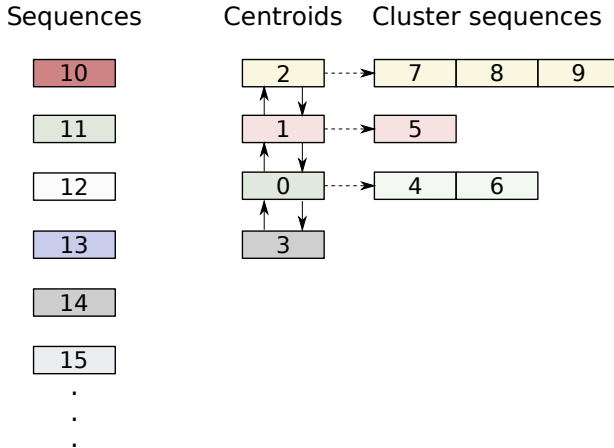 Sequences Centroids Cluster sequences
10 2 7 8 9
11 1 5
12 0 4 6
13 3
14
15
.
.
.